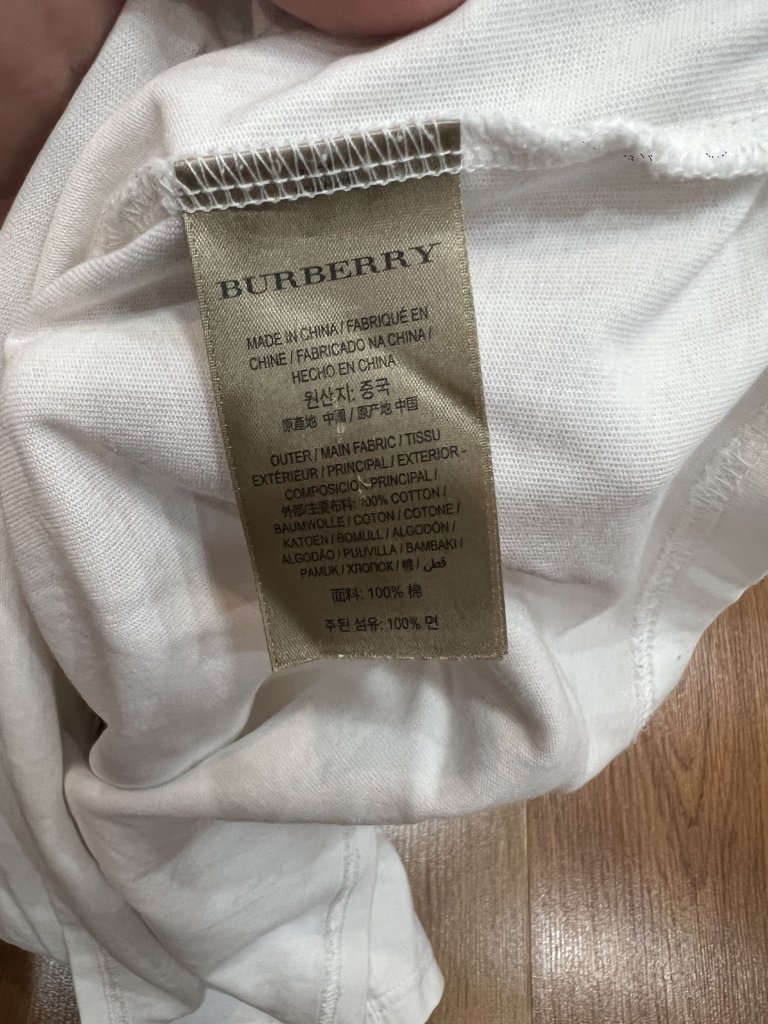 BURBERRY
MADE IN CHINA / FABRIQUÉ EN
CHINE / FABRICADO NA CHINA /
HECHO EN CHINA
원산지: 중국
原產地 中國 / 原产地 中国
OUTER / MAIN FABRIC / TISSU
EXTÉRIEUR / PRINCIPAL / EXTERIOR -
COMPOSICIO PRINCIPAL /
外部/主要布料: 100% COTTON /
BAUMWOLLE / COTON / COTONE /
KATOEN / BOMULL / ALGODÓN /
ALGODÃO / PUUVILLA / BAMBAKI /
PAMUK / ХЛОПОК / 棉 / قطن
面料: 100% 棉
주된 섬유: 100% 면